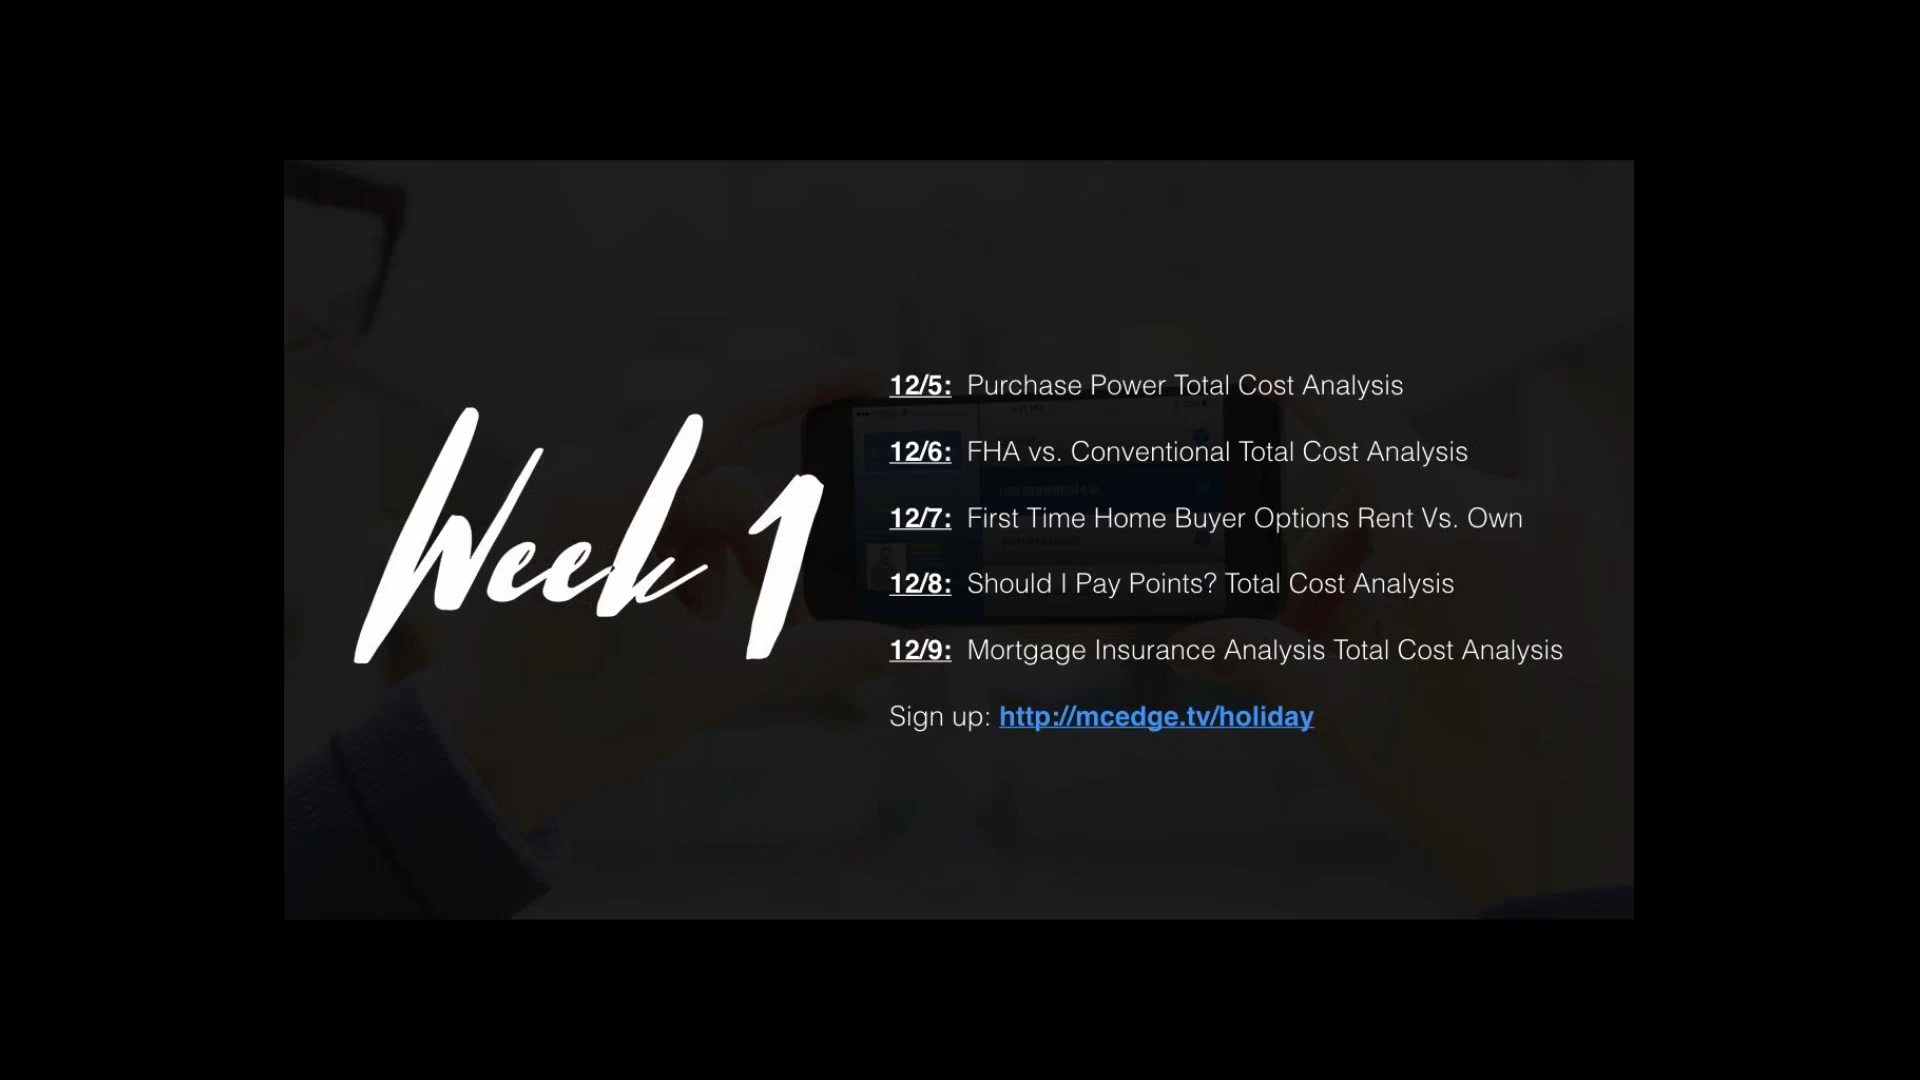 Week 1
12/5: Purchase Power Total Cost Analysis
12/6: FHA vs. Conventional Total Cost Analysis
12/7: First Time Home Buyer Options Rent Vs. Own
12/8: Should I Pay Points? Total Cost Analysis
12/9: Mortgage Insurance Analysis Total Cost Analysis
Sign up: http://mcedge.tv/holiday